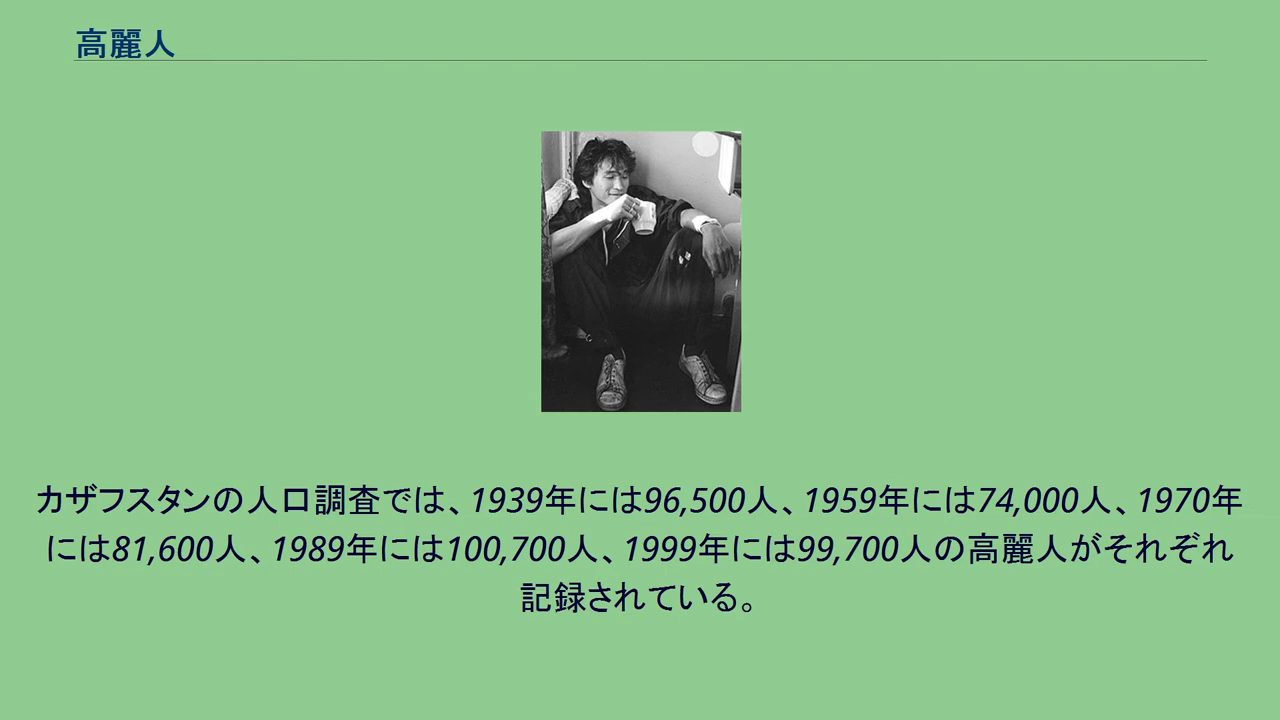 高麗人
カザフスタンの人口調査では、1939年には96,500人、1959年には74,000人、1970年
には81,600人、1989年には100,700人、1999年には99,700人の高麗人がそれぞれ
記録されている。